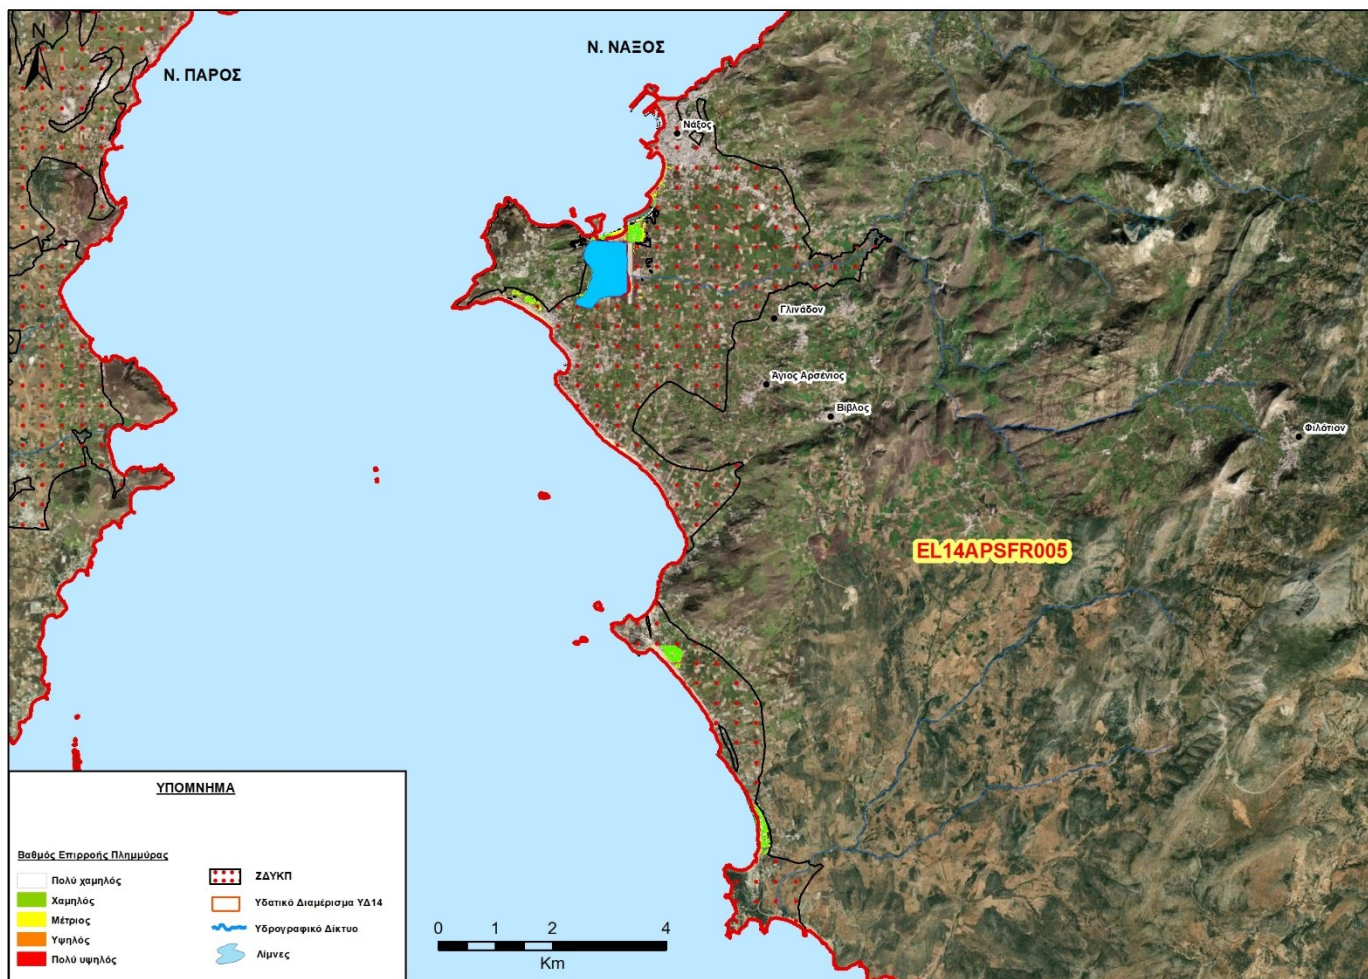 Ν. ΝΑΞΟΣ
N
Ν. ΠΑΡΟΣ
Νάξος
Γλινάδον
Άγιος Αρσένιος
Βίβλος
Φιλότιον
EL14APSFR005
ΥΠΟΜΝΗΜΑ
Βαθμός Επιρροής Πλημμύρας
Πολύ χαμηλός
Χαμηλός
Μέτριος
Υψηλός
Πολύ υψηλός
ΖΔΥΚΠ
Υδατικό Διαμέρισμα ΥΔ14
Υδρογραφικό Δίκτυο
Λίμνες
0 1 2 4
Km